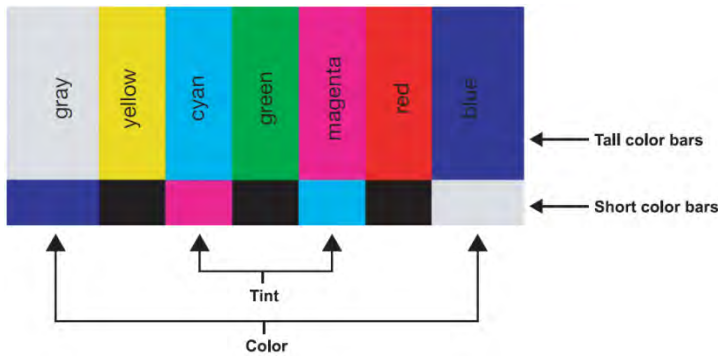 gray
yellow
cyan
green
magenta
red
blue
Tall color bars
Short color bars
Tint
Color